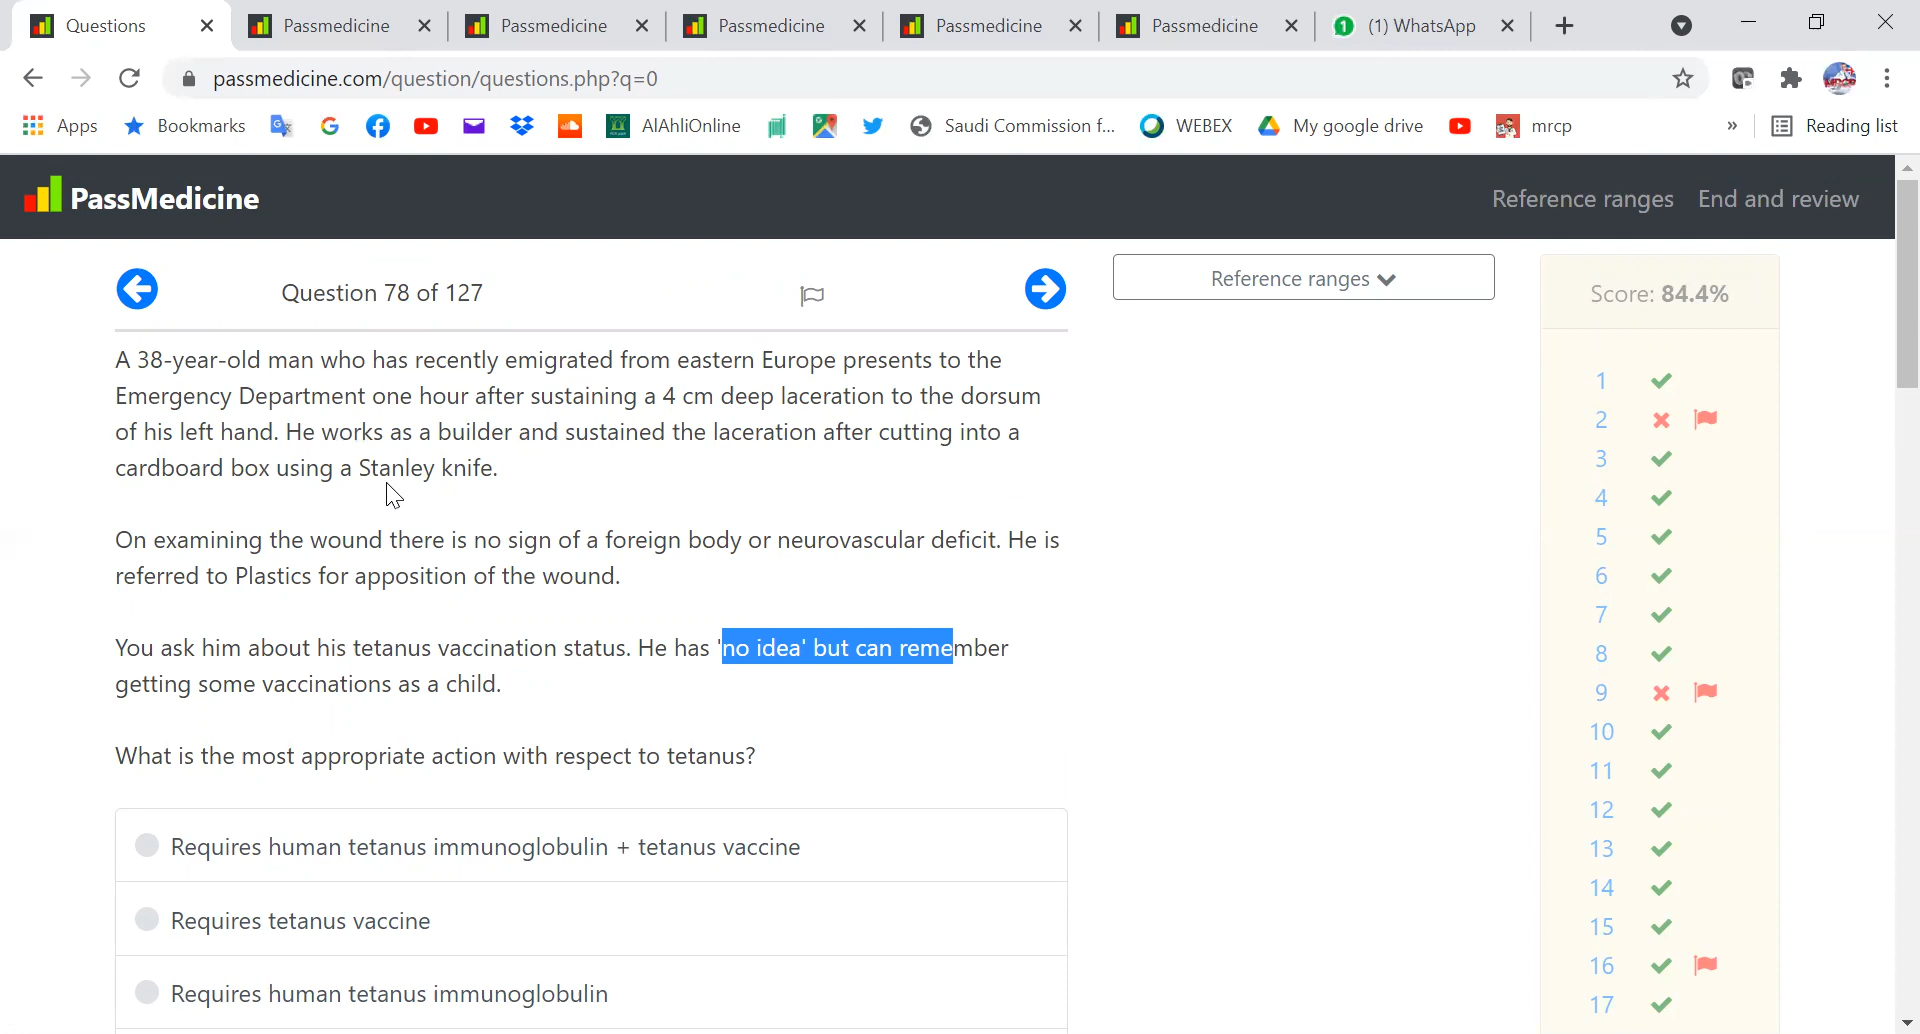 Questions
Passmedicine
Passmedicine
Passmedicine
Passmedicine
Passmedicine
1
(1) WhatsApp
passmedicine.com/question/questions.php?q=0
Apps
Bookmarks
AlAhliOnline
Saudi Commission f...
WEBEX
My google drive
mrcp
»
Reading list
PassMedicine
Reference ranges
End and review
Question 78 of 127
Reference ranges
Score: 84.4%
A 38-year-old man who has recently emigrated from eastern Europe presents to the
Emergency Department one hour after sustaining a 4 cm deep laceration to the dorsum
of his left hand. He works as a builder and sustained the laceration after cutting into a
cardboard box using a Stanley knife.
On examining the wound there is no sign of a foreign body or neurovascular deficit. He is
referred to Plastics for apposition of the wound.
You ask him about his tetanus vaccination status. He has 'no idea' but can remember
getting some vaccinations as a child.
What is the most appropriate action with respect to tetanus?
Requires human tetanus immunoglobulin + tetanus vaccine
Requires tetanus vaccine
Requires human tetanus immunoglobulin
1
2
3
4
5
6
7
8
9
10
11
12
13
14
15
16
17